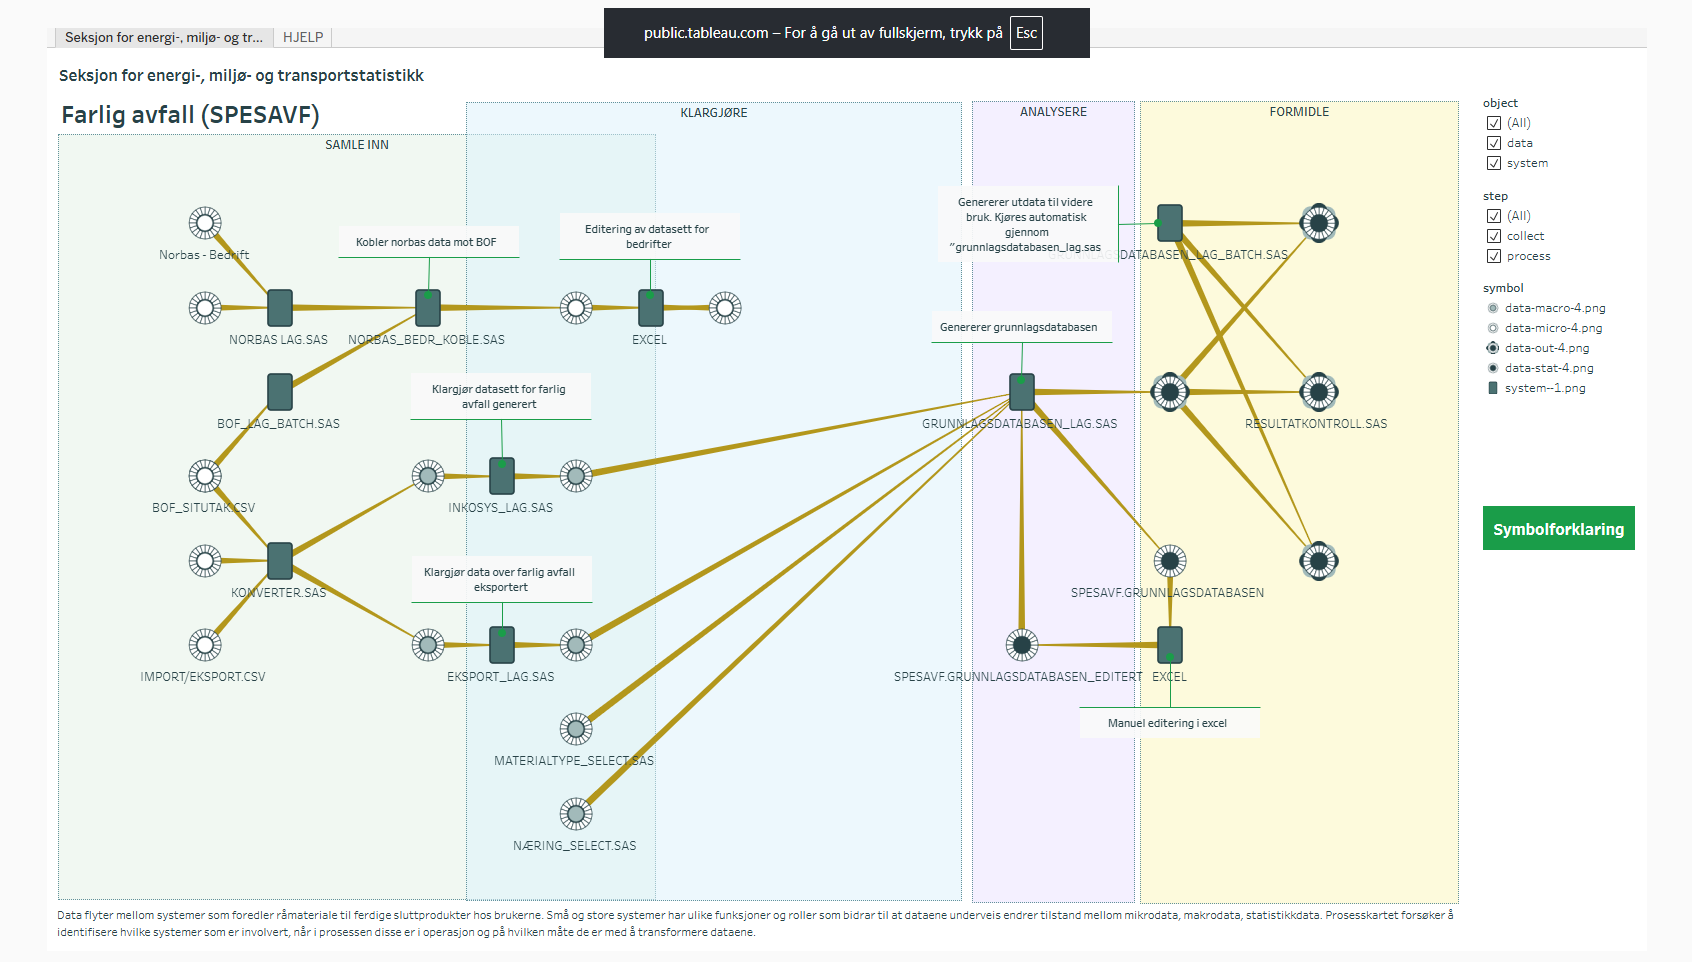 public.tableau.com – For å gå ut av fullskjerm, trykk på Esc
Seksjon for energi-, miljø- og tr...
HJELP
Seksjon for energi-, miljø- og transportstatistikk
Farlig avfall (SPESAVF)
SAMLE INN
KLARGJØRE
ANALYSERE
FORMIDLE
Norbas - Bedrift
Kobler norbas data mot BOF
Editering av datasett for
bedrifter
Genererer utdata til videre
bruk. Kjøres automatisk
gjennom
"grunnlagsdatabasen_lag.sas
GRUNNLAGSDATABASEN_LAG_BATCH.SAS
NORBAS LAG.SAS
NORBAS_BEDR_KOBLE.SAS
EXCEL
Genererer grunnlagsdatabasen
BOF_LAG_BATCH.SAS
Klargjør datasett for farlig
avfall generert
GRUNNLAGSDATABASEN_LAG.SAS
RESULTATKONTROLL.SAS
BOF_SITUTAK.CSV
INKOSYS_LAG.SAS
KONVERTER.SAS
Klargjør data over farlig avfall
eksportert
SPESAVF.GRUNNLAGSDATABASEN
IMPORT/EKSPORT.CSV
EKSPORT_LAG.SAS
SPESAVF.GRUNNLAGSDATABASEN_EDITERT
EXCEL
Manuel editering i excel
MATERIALTYPE_SELECT.SAS
NÆRING_SELECT.SAS
object
(All)
data
system
step
(All)
collect
process
symbol
data-macro-4.png
data-micro-4.png
data-out-4.png
data-stat-4.png
system--1.png
Symbolforklaring
Data flyter mellom systemer som foredler råmateriale til ferdige sluttprodukter hos brukerne. Små og store systemer har ulike funksjoner og roller som bidrar til at dataene underveis endrer tilstand mellom mikrodata, makrodata, statistikkdata. Prosesskartet forsøker å
identifisere hvilke systemer som er involvert, når i prosessen disse er i operasjon og på hvilken måte de er med å transformere dataene.